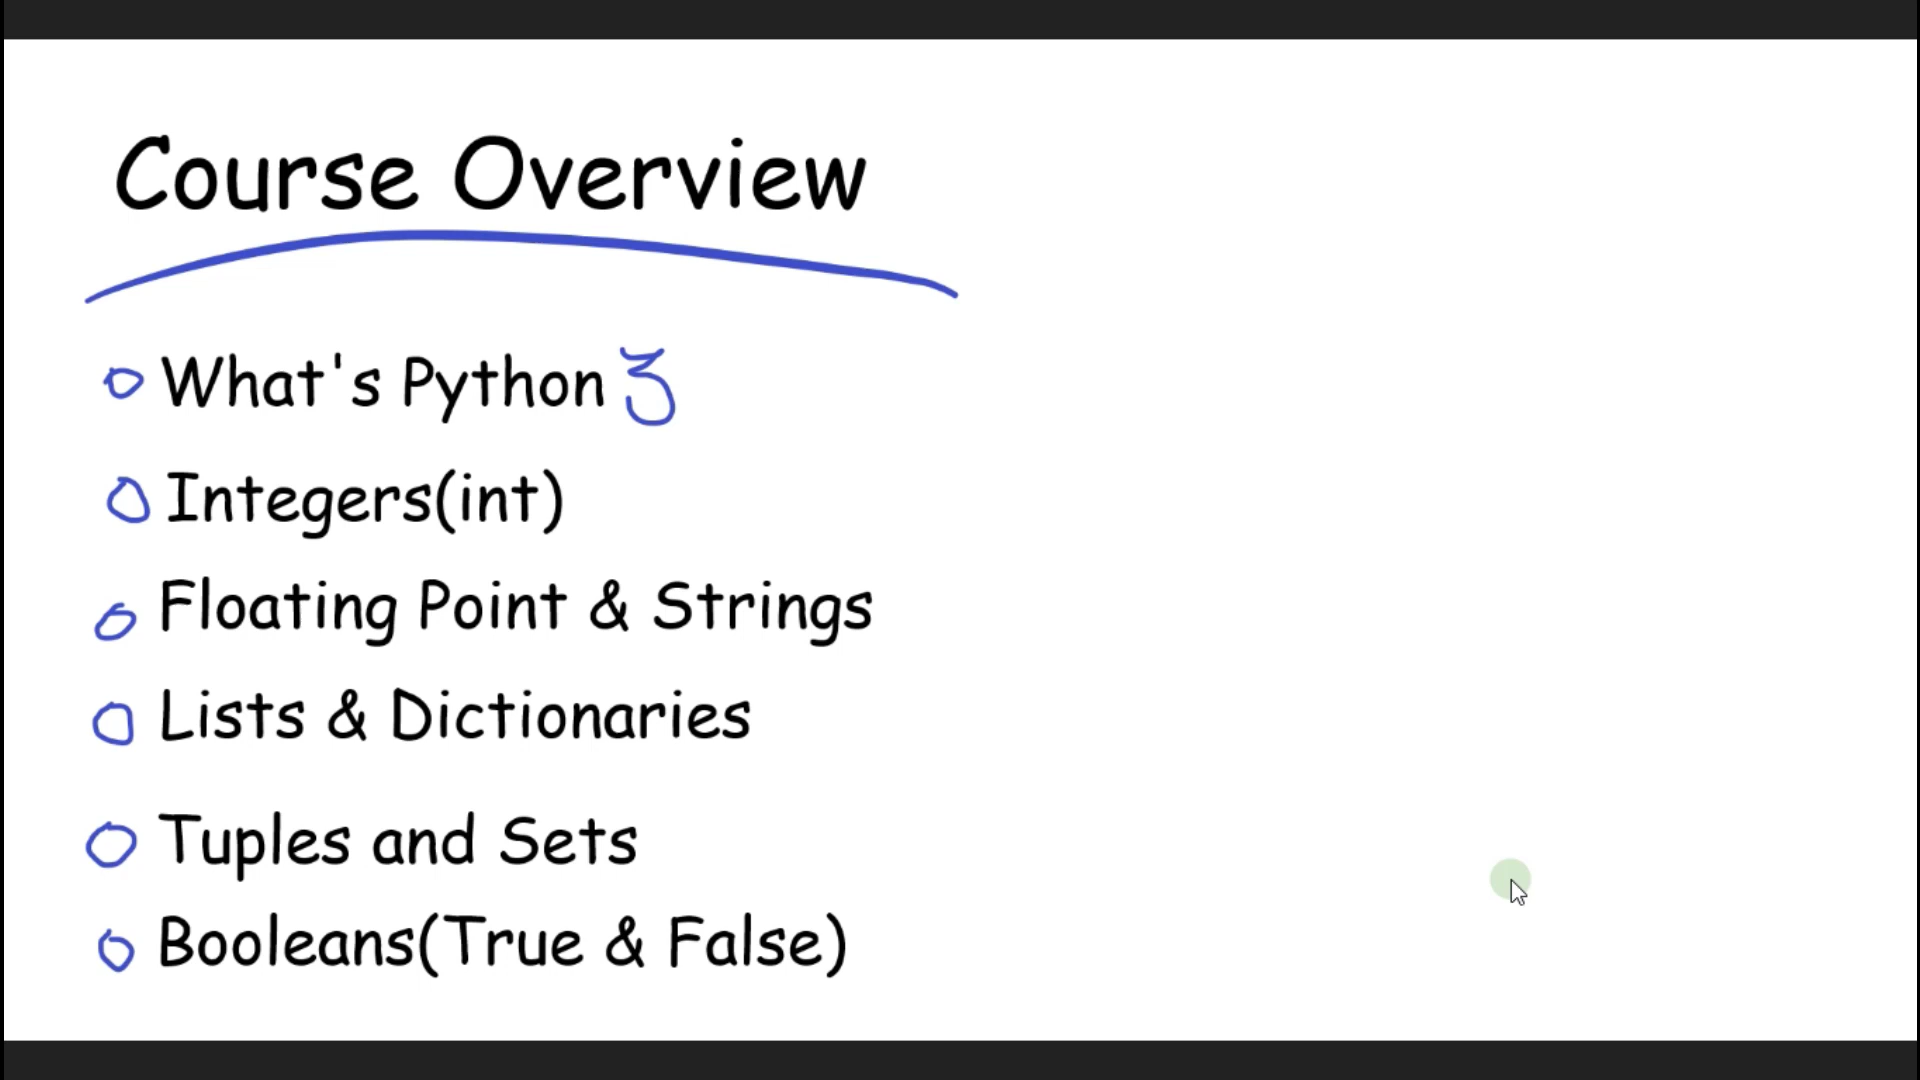 Course Overview
What's Python 3
Integers(int)
Floating Point & Strings
Lists & Dictionaries
Tuples and Sets
Booleans(True & False)